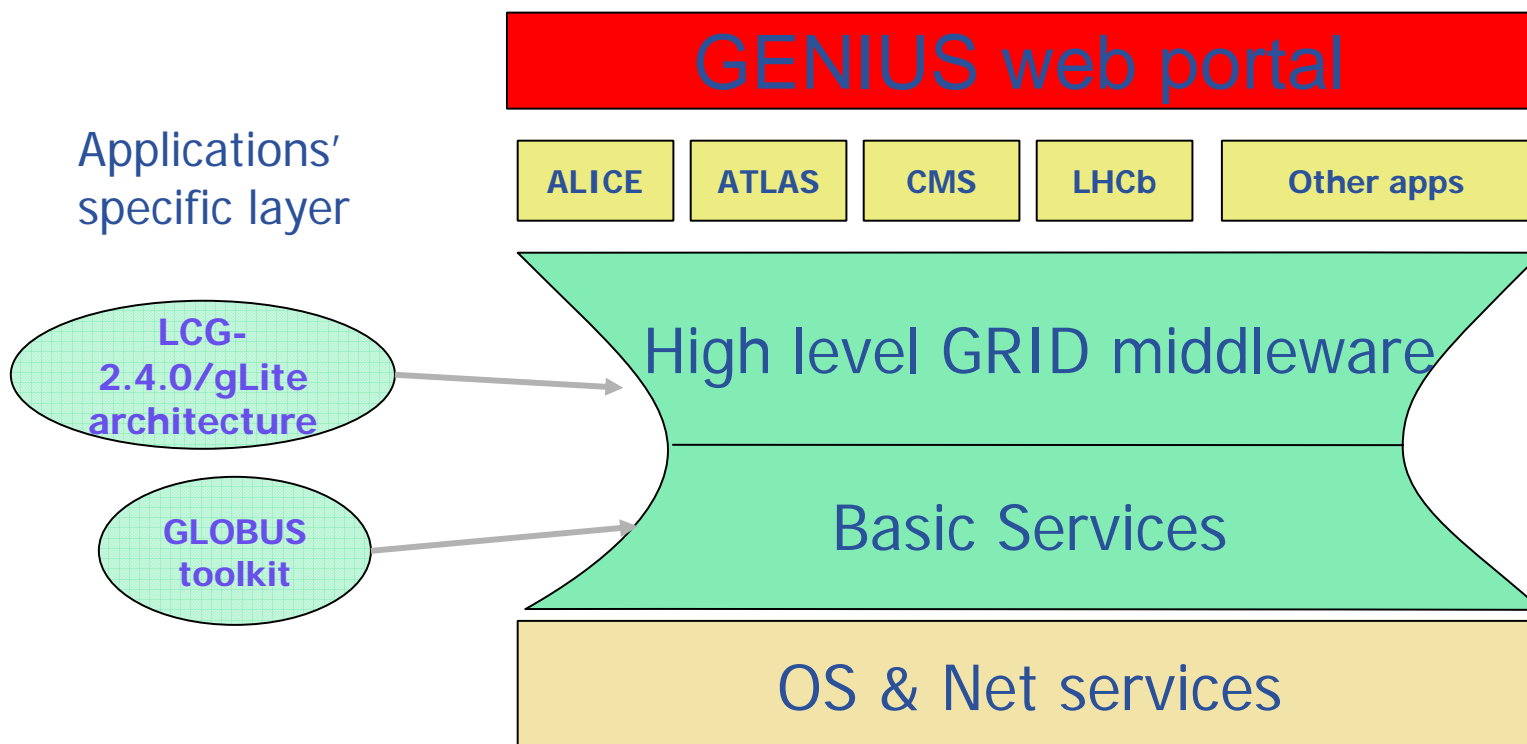 GENIUS web portal
Applications’
specific layer
ALICE
ATLAS
CMS
LHCb
Other apps
LCG-
2.4.0/gLite
architecture
High level GRID middleware
GLOBUS
toolkit
Basic Services
OS & Net services